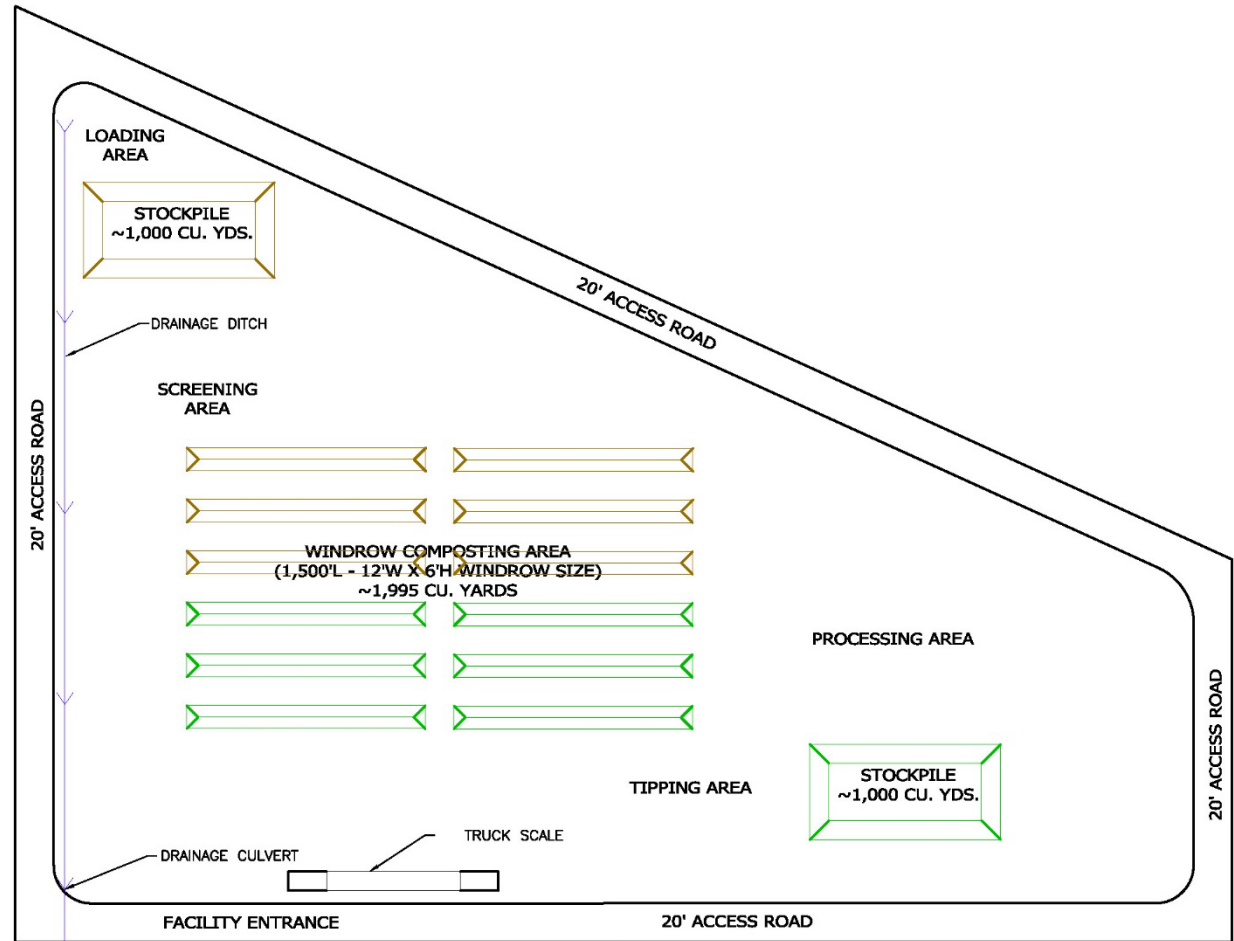 LOADING
AREA
STOCKPILE
~1,000 CU. YDS.
20' ACCESS ROAD
DRAINAGE DITCH
SCREENING
AREA
20' ACCESS ROAD
WINDROW COMPOSTING AREA
(1,500'L - 12'W X 6'H WINDROW SIZE)
~1,995 CU. YARDS
PROCESSING AREA
20' ACCESS ROAD
STOCKPILE
~1,000 CU. YDS.
TIPPING AREA
TRUCK SCALE
DRAINAGE CULVERT
FACILITY ENTRANCE
20' ACCESS ROAD